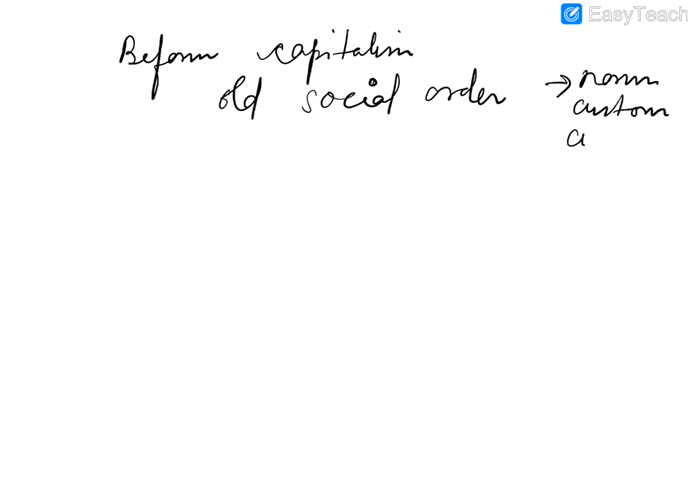 EasyTeach
Before capitalism
old social order → norm
custom
a